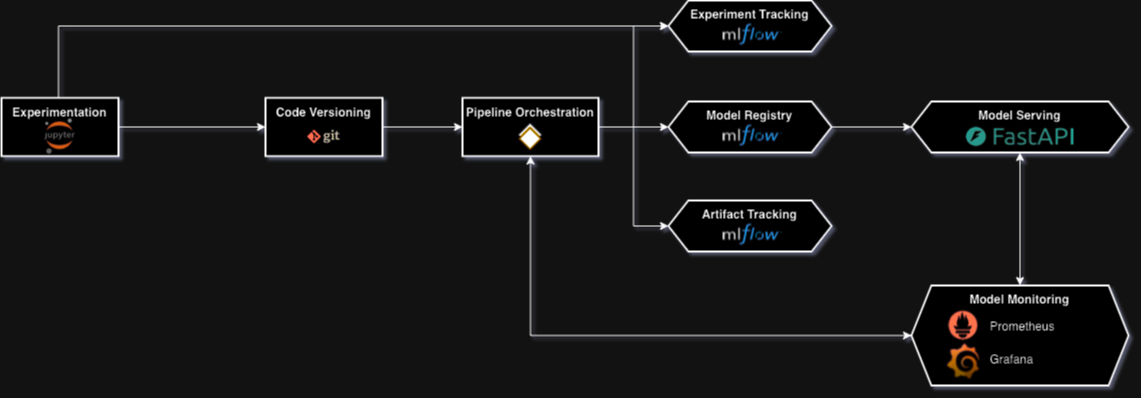 Experiment Tracking
mlflow
Experimentation
jupyter
Code Versioning
git
Pipeline Orchestration
Model Registry
mlflow
Model Serving
FastAPI
Artifact Tracking
mlflow
Model Monitoring
Prometheus
Grafana